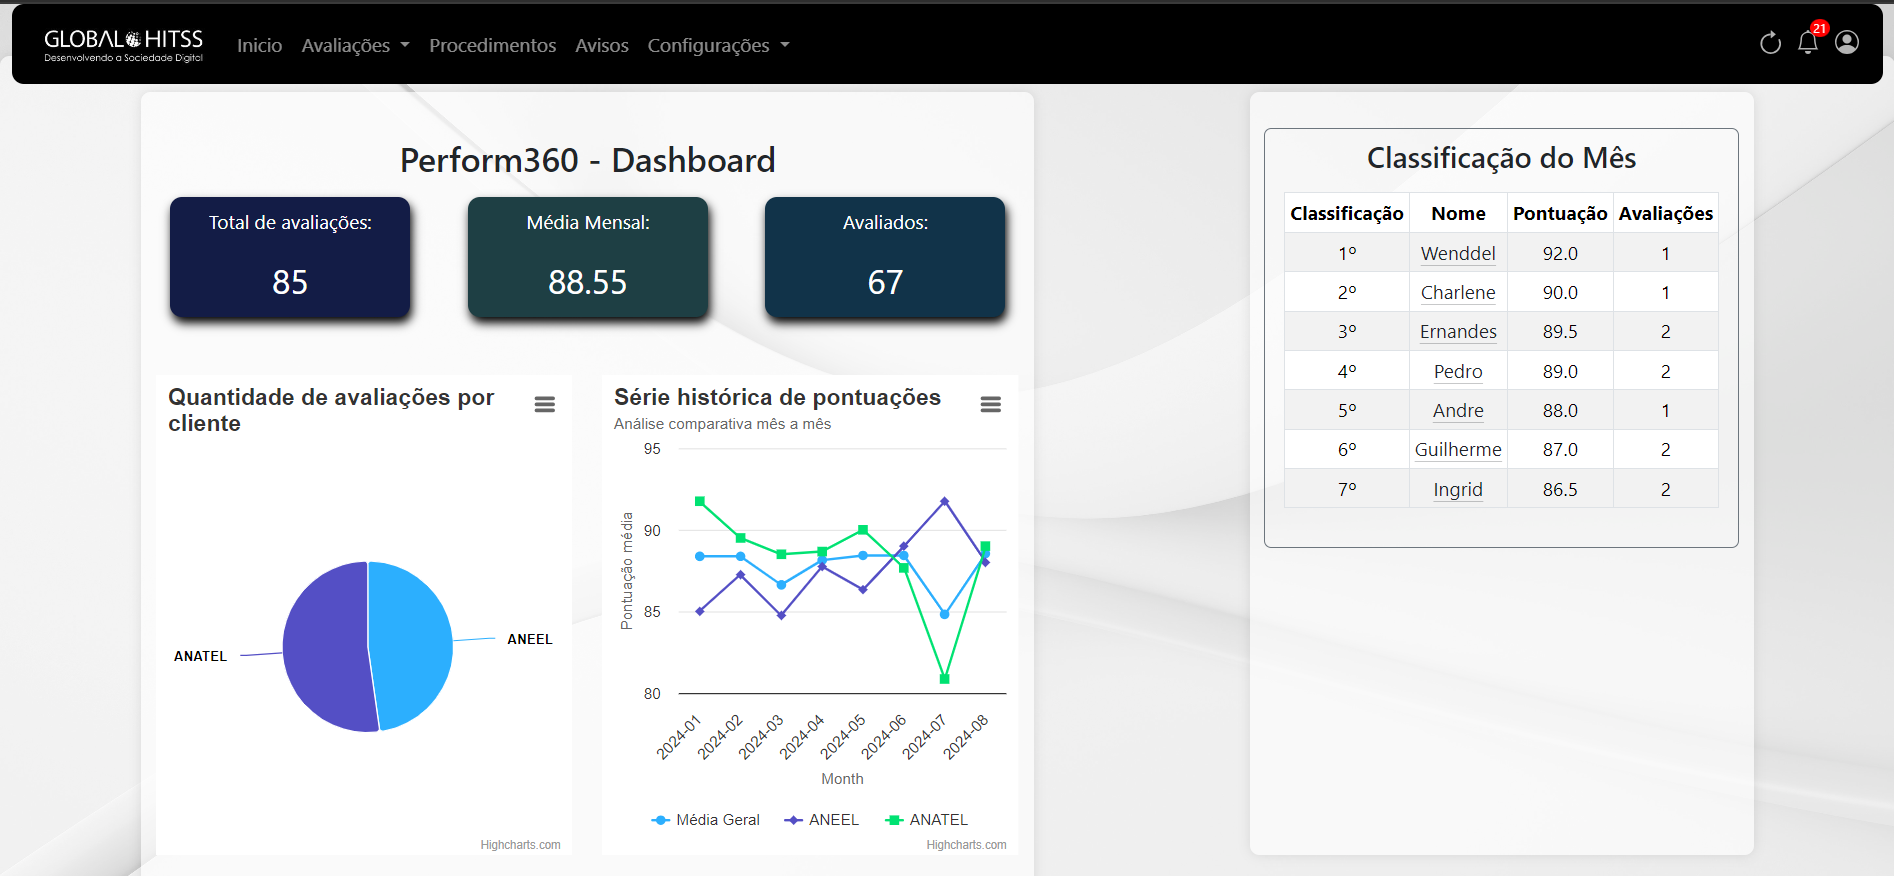 GLOBAL HITSS
Desenvolvendo a Sociedade Digital
Inicio Avaliações Procedimentos Avisos Configurações
21
Perform360 - Dashboard
Total de avaliações:
85
Média Mensal:
88.55
Avaliados:
67
Quantidade de avaliações por
cliente
ANATEL
ANEEL
Highcharts.com
Série histórica de pontuações
Análise comparativa mês a mês
Pontuação média
95
90
85
80
2024-01 2024-02 2024-03 2024-04 2024-05 2024-06 2024-07 2024-08
Month
Média Geral ANEEL ANATEL
Highcharts.com
Classificação do Mês
Classificação Nome Pontuação Avaliações
1º Wenddel 92.0 1
2º Charlene 90.0 1
3º Ernandes 89.5 2
4º Pedro 89.0 2
5º Andre 88.0 1
6º Guilherme 87.0 2
7º Ingrid 86.5 2